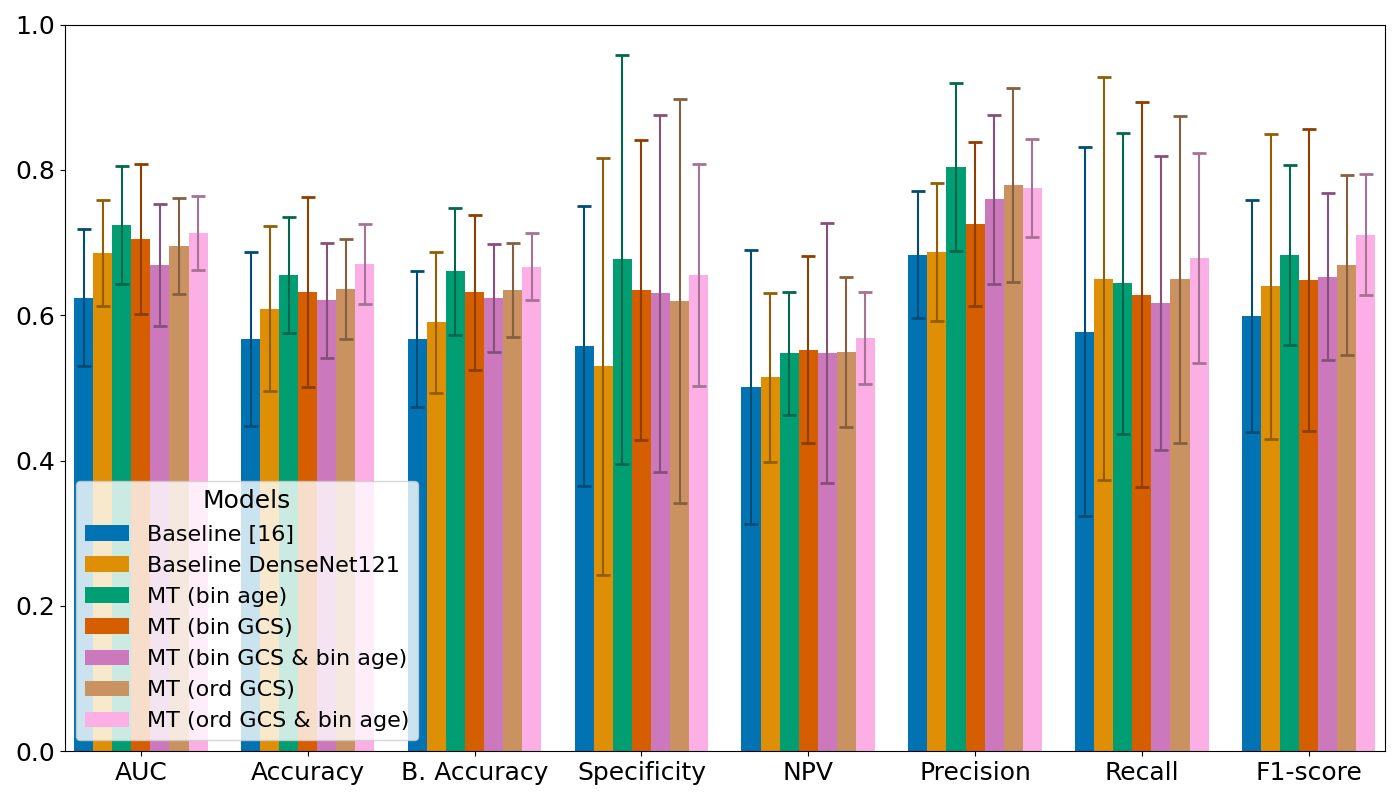 1.0
0.8
0.6
0.4
0.2
0.0
Models
Baseline [16]
Baseline DenseNet121
MT (bin age)
MT (bin GCS)
MT (bin GCS & bin age)
MT (ord GCS)
MT (ord GCS & bin age)
AUC Accuracy B. Accuracy Specificity NPV Precision Recall F1-score